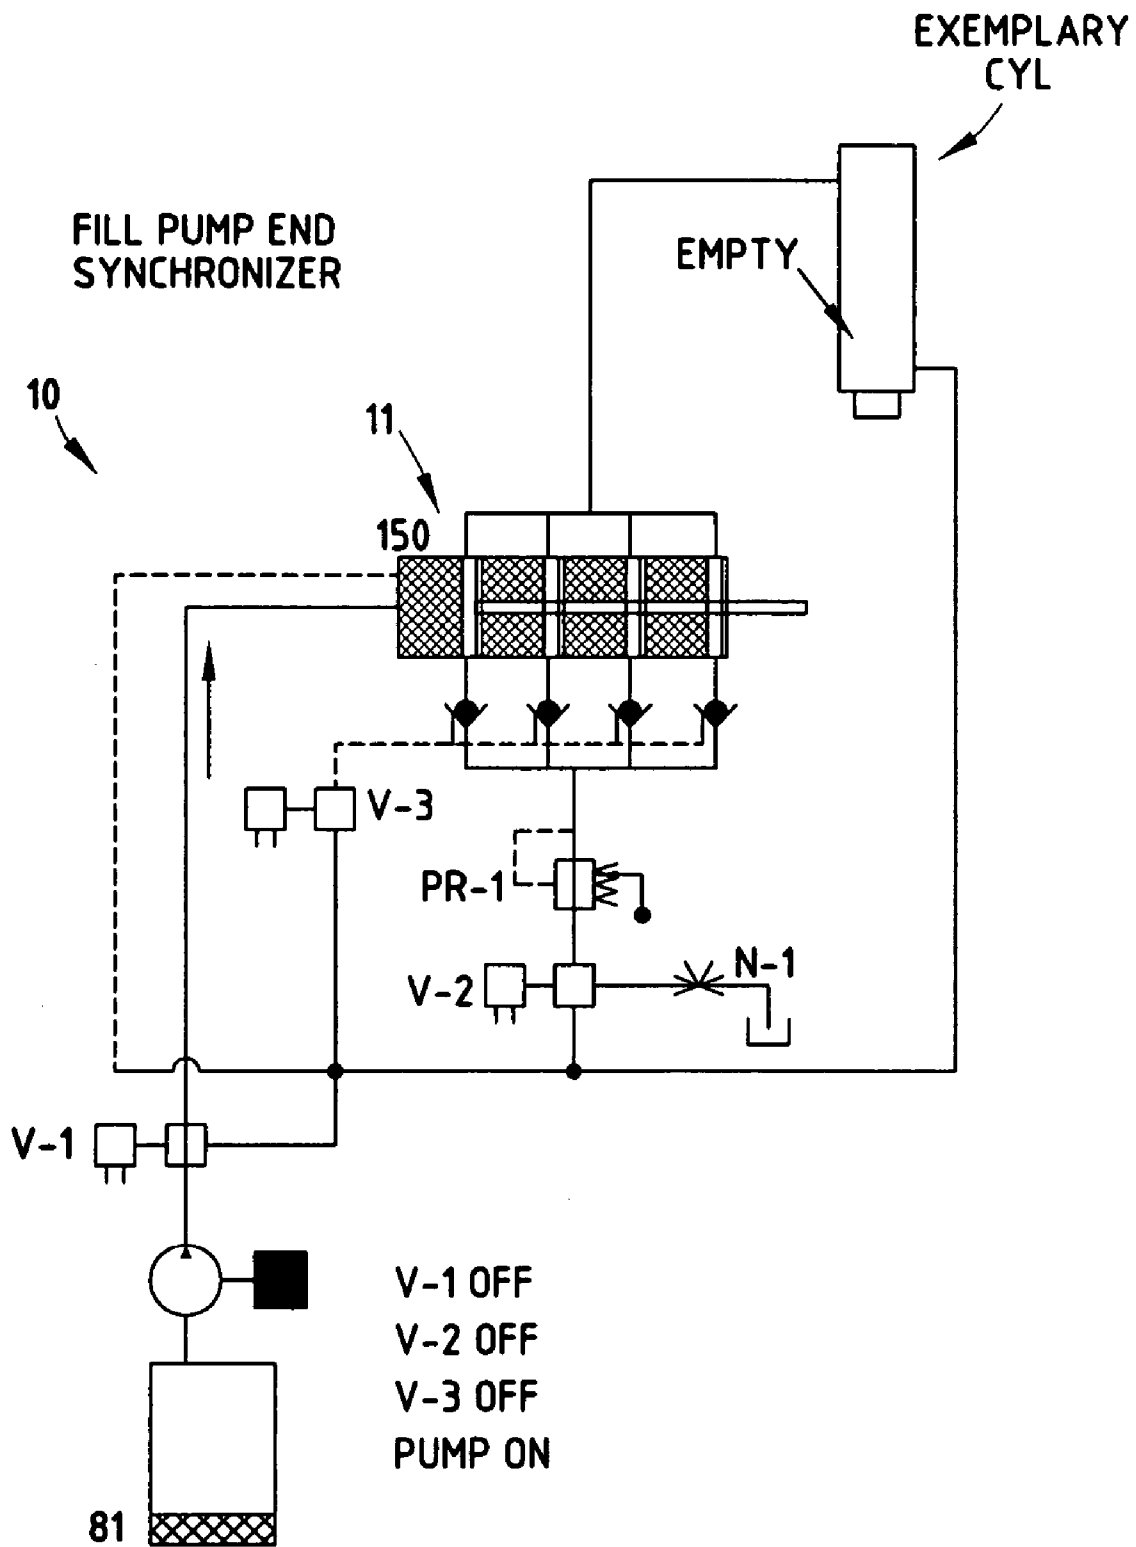 EXEMPLARY
CYL
FILL PUMP END
SYNCHRONIZER
EMPTY
10
11
150
V-3
PR-1
V-2
N-1
V-1
V-1 OFF
V-2 OFF
V-3 OFF
PUMP ON
81